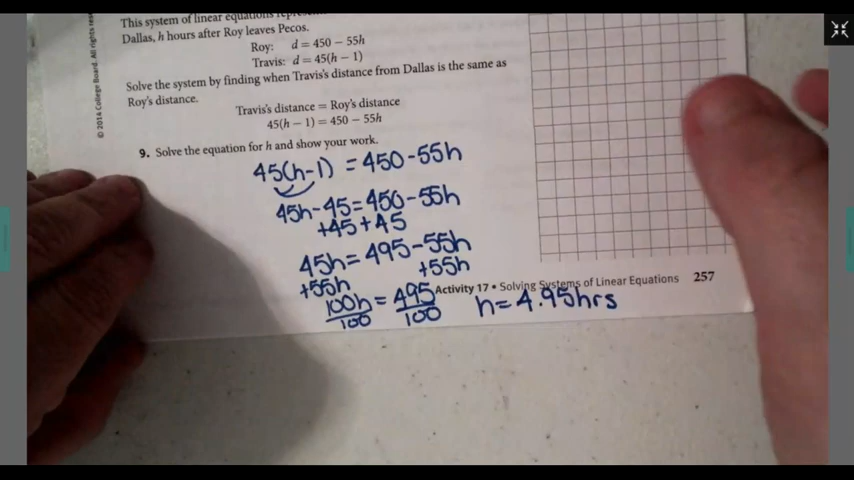 This system of linear equations
Dallas, h hours after Roy leaves Pecos.
Roy: d = 450 − 55h
Travis: d = 45(h − 1)
Solve the system by finding when Travis's distance from Dallas is the same as
Roy's distance.
Travis's distance = Roy's distance
45(h − 1) = 450 − 55h
9. Solve the equation for h and show your work.
45(h-1) = 450-55h
45h-45=450-55h
+45 +45
45h= 495-55h
+55h +55h
100h = 495
100 100
h= 4.95hrs
Activity 17 • Solving Systems of Linear Equations 257
© 2014 College Board. All rights